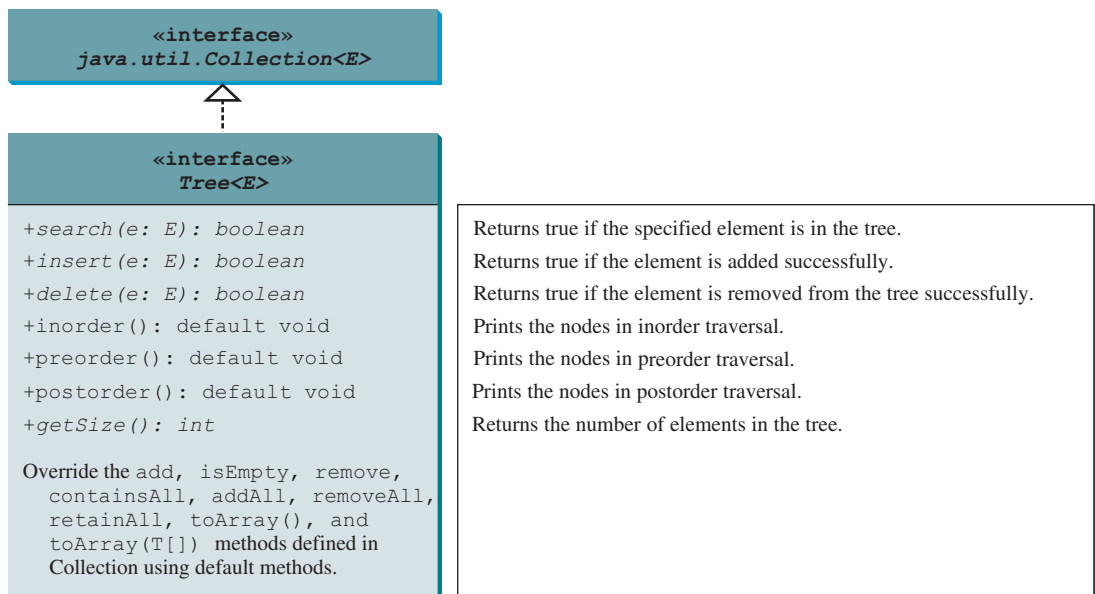 «interface»
java.util.Collection<E>
«interface»
Tree<E>
+search(e: E): boolean
Returns true if the specified element is in the tree.
+insert(e: E): boolean
Returns true if the element is added successfully.
+delete(e: E): boolean
Returns true if the element is removed from the tree successfully.
+inorder(): default void
Prints the nodes in inorder traversal.
+preorder(): default void
Prints the nodes in preorder traversal.
+postorder(): default void
Prints the nodes in postorder traversal.
+getSize(): int
Returns the number of elements in the tree.
Override the add, isEmpty, remove,
containsAll, addAll, removeAll,
retainAll, toArray(), and
toArray(T[]) methods defined in
Collection using default methods.